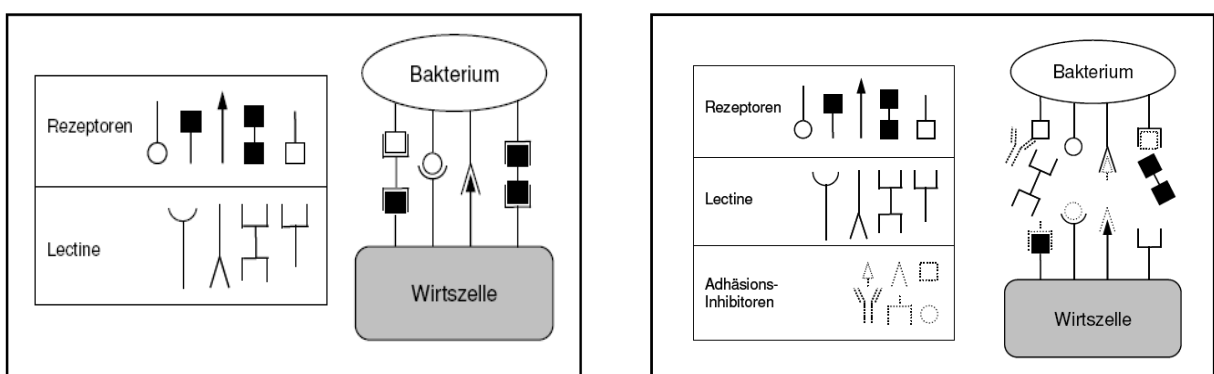 Bakterium
Rezeptoren
Lectine
Wirtszelle
Bakterium
Rezeptoren
Lectine
Adhäsions-
Inhibitoren
Wirtszelle